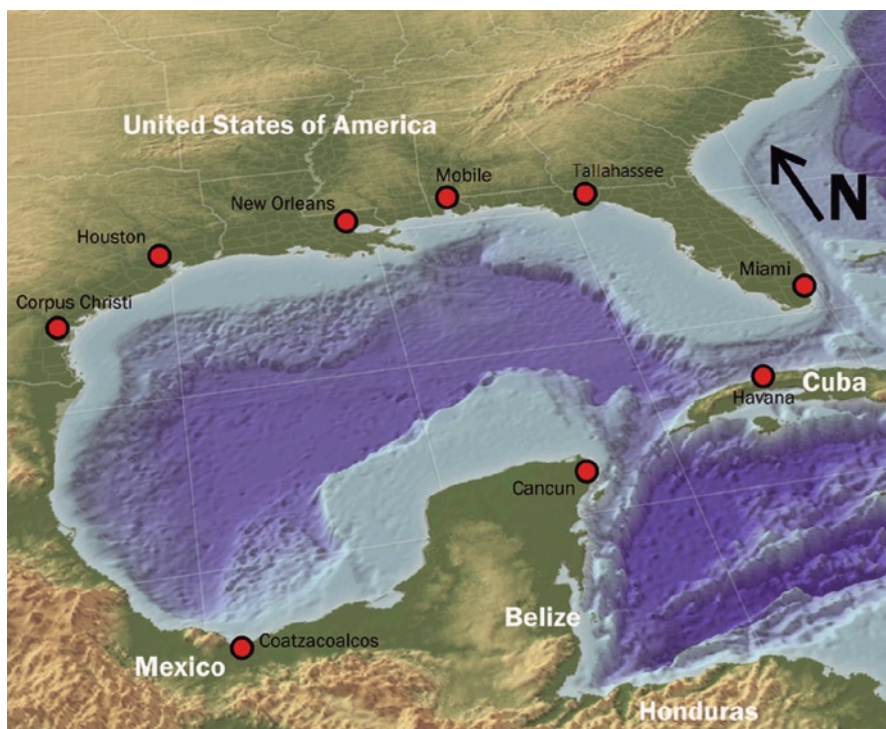 United States of America
Mobile
Tallahassee
New Orleans
N
Houston
Miami
Corpus Christi
Cuba
Havana
Cancun
Belize
Coatzacoalcos
Mexico
Honduras